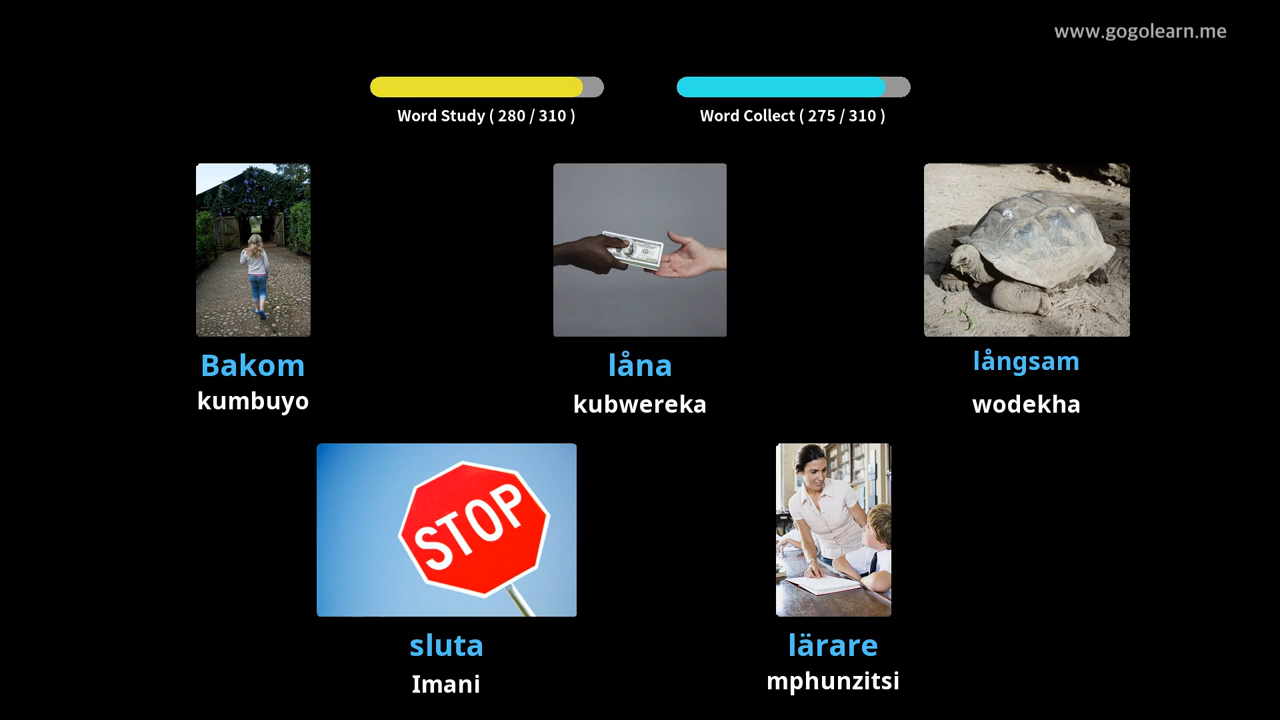 www.gogolearn.me
Word Study ( 280 / 310 )
Word Collect ( 275 / 310 )
Bakom
kumbuyo
låna
kubwereka
långsam
wodekha
STOP
sluta
Imani
lärare
mphunzitsi